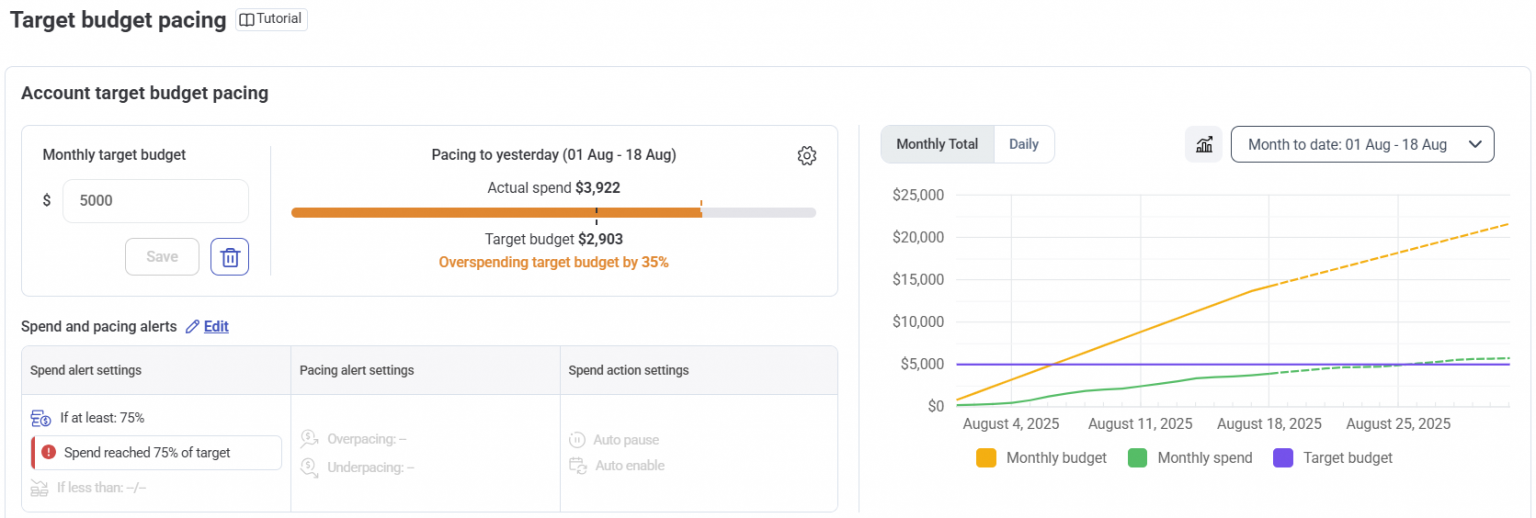 Target budget pacing
Tutorial
Account target budget pacing
Monthly target budget
$ 5000
Save
Pacing to yesterday (01 Aug - 18 Aug)
Actual spend $3,922
Target budget $2,903
Overspending target budget by 35%
Spend and pacing alerts Edit
Spend alert settings
Pacing alert settings
Spend action settings
If at least: 75%
Spend reached 75% of target
If less than: --/--
Overpacing: --
Underpacing: --
Auto pause
Auto enable
Monthly Total
Daily
Month to date: 01 Aug - 18 Aug
$25,000
$20,000
$15,000
$10,000
$5,000
$0
August 4, 2025
August 11, 2025
August 18, 2025
August 25, 2025
Monthly budget
Monthly spend
Target budget